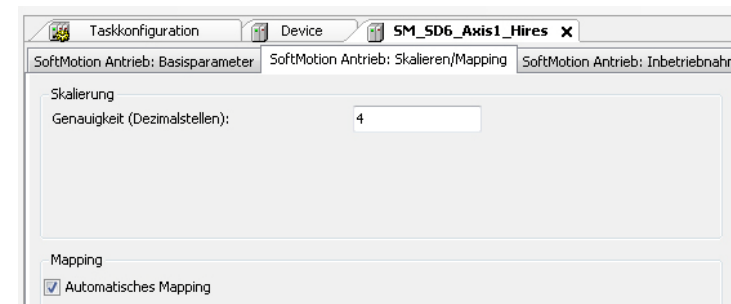 Taskkonfiguration Device SM_SD6_Axis1_Hires x
SoftMotion Antrieb: Basisparameter SoftMotion Antrieb: Skalieren/Mapping SoftMotion Antrieb: Inbetriebnahr
Skalierung
Genauigkeit (Dezimalstellen): 4
Mapping
Automatisches Mapping